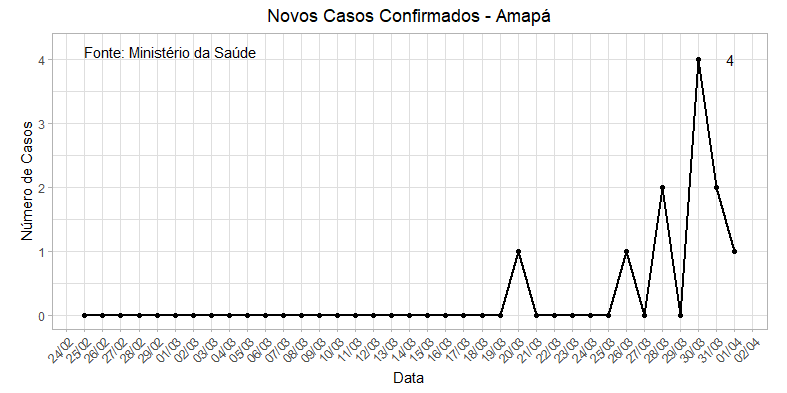 Novos Casos Confirmados - Amapá
Fonte: Ministério da Saúde
4
4
3
2
1
0
Número de Casos
24/02 25/02 26/02 27/02 28/02 29/02 01/03 02/03 03/03 04/03 05/03 06/03 07/03 08/03 09/03 10/03 11/03 12/03 13/03 14/03 15/03 16/03 17/03 18/03 19/03 20/03 21/03 22/03 23/03 24/03 25/03 26/03 27/03 28/03 29/03 30/03 31/03 01/04 02/04
Data